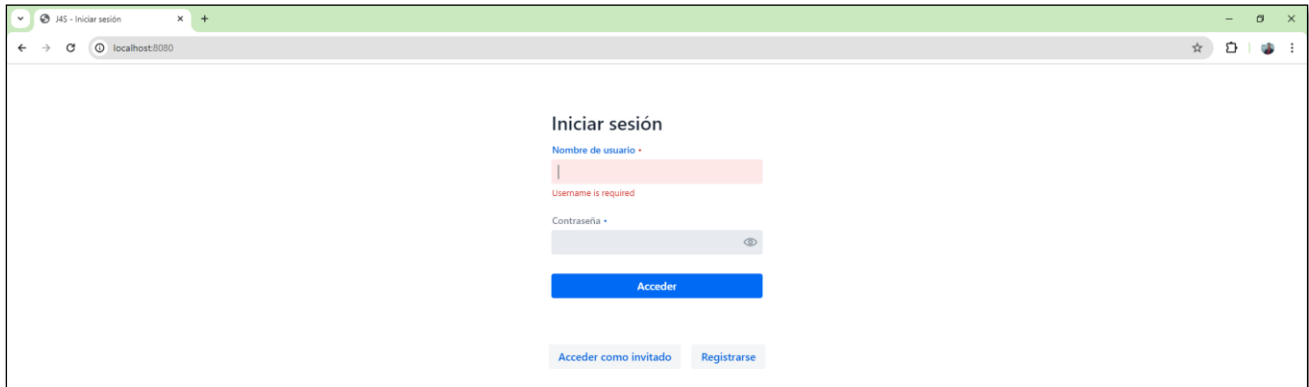 J4S - Iniciar sesión
localhost:8080
Iniciar sesión
Nombre de usuario •
Username is required
Contraseña •
Acceder
Acceder como invitado
Registrarse